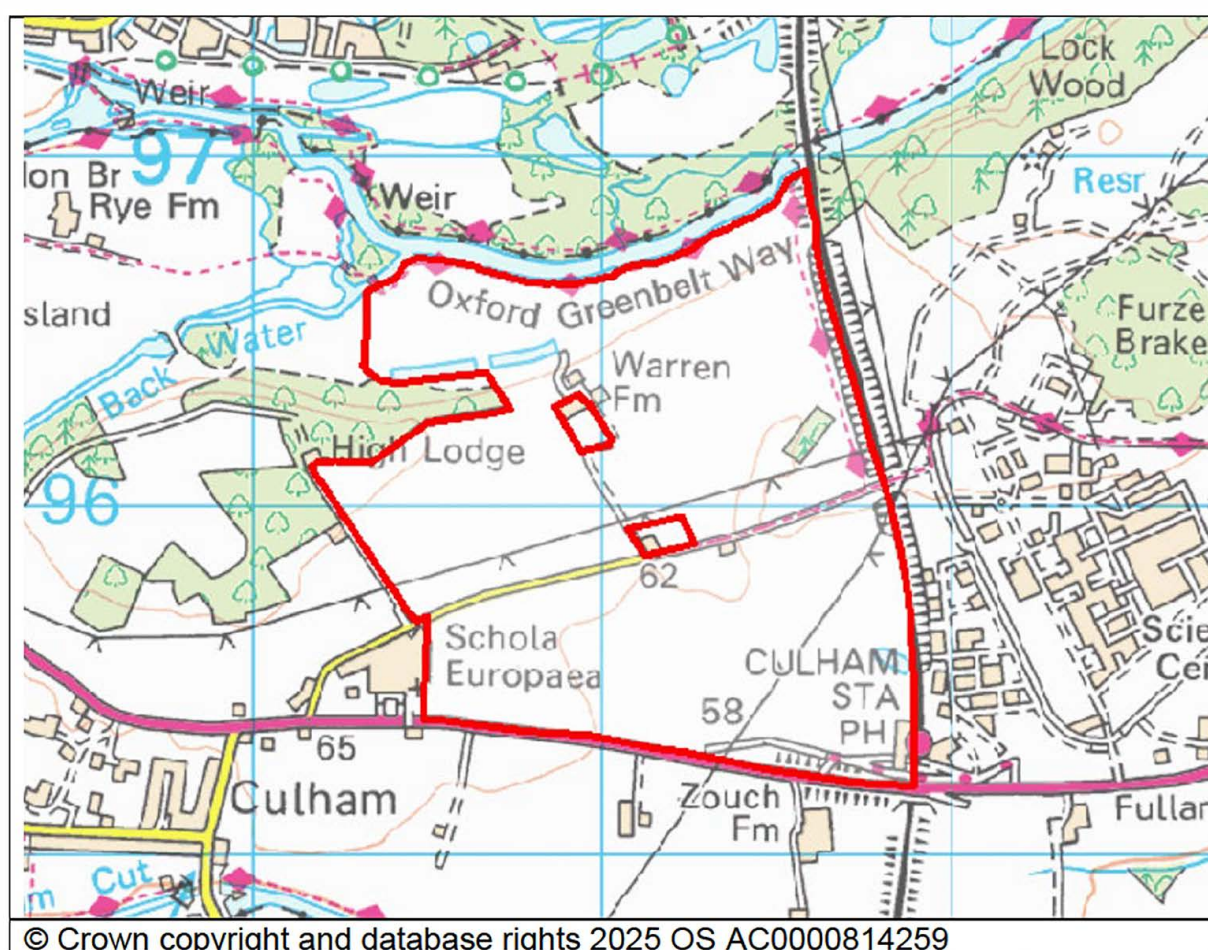 Lock
Wood
Weir
97
Resr
lon Br
Rye Fm
Weir
Oxford Greenbelt Way
sland
Water
Furze
Brake
Back
Warren
Fm
High Lodge
96
62
Schola
Europaea
Scie
Cei
CULHAM
STA
PH
58
65
Culham
Zouch
Fm
Fullar
Cut
m
© Crown copyright and database rights 2025 OS AC0000814259